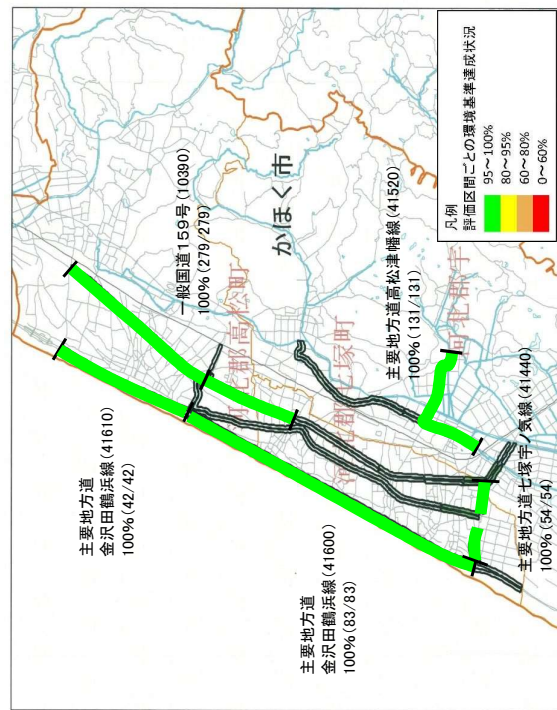 主要地方道
金沢田鶴浜線(41610)
100%(42/42)
一般国道159号(10390)
100%(279/279)
かほく市
河北郡高松町
河北郡七塚町
河北郡宇
主要地方道
金沢田鶴浜線(41600)
100%(83/83)
主要地方道高松津幡線(41520)
100%(131/131)
主要地方道七塚宇ノ気線(41440)
100%(54/54)
凡例
評価区間ごとの環境基準達成状況
95～100%
80～95%
60～80%
0～60%